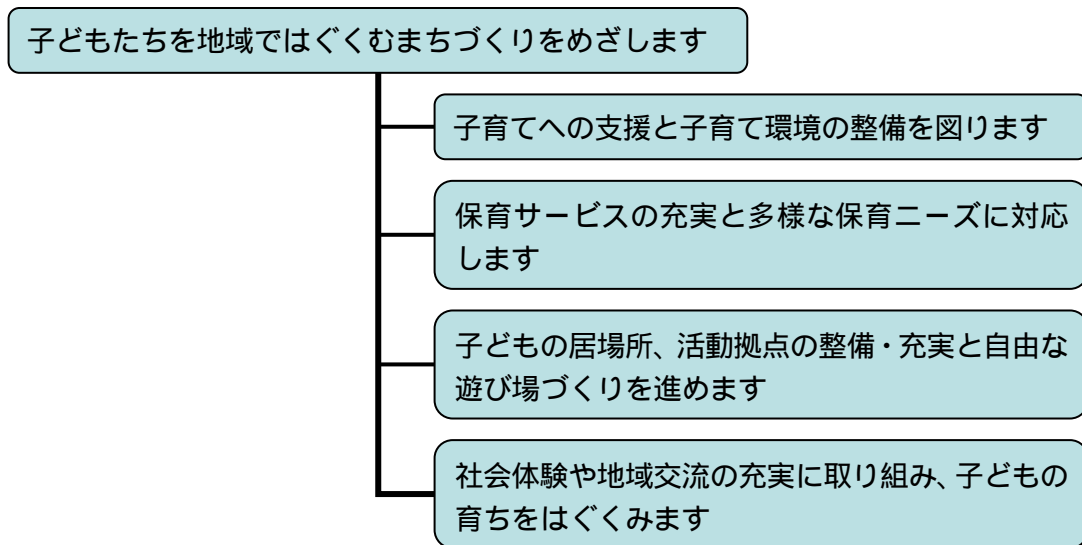 子どもたちを地域ではぐくむまちづくりをめざします
子育てへの支援と子育て環境の整備を図ります
保育サービスの充実と多様な保育ニーズに対応
します
子どもの居場所、活動拠点の整備・充実と自由な
遊び場づくりを進めます
社会体験や地域交流の充実に取り組み、子どもの
育ちをはぐくみます